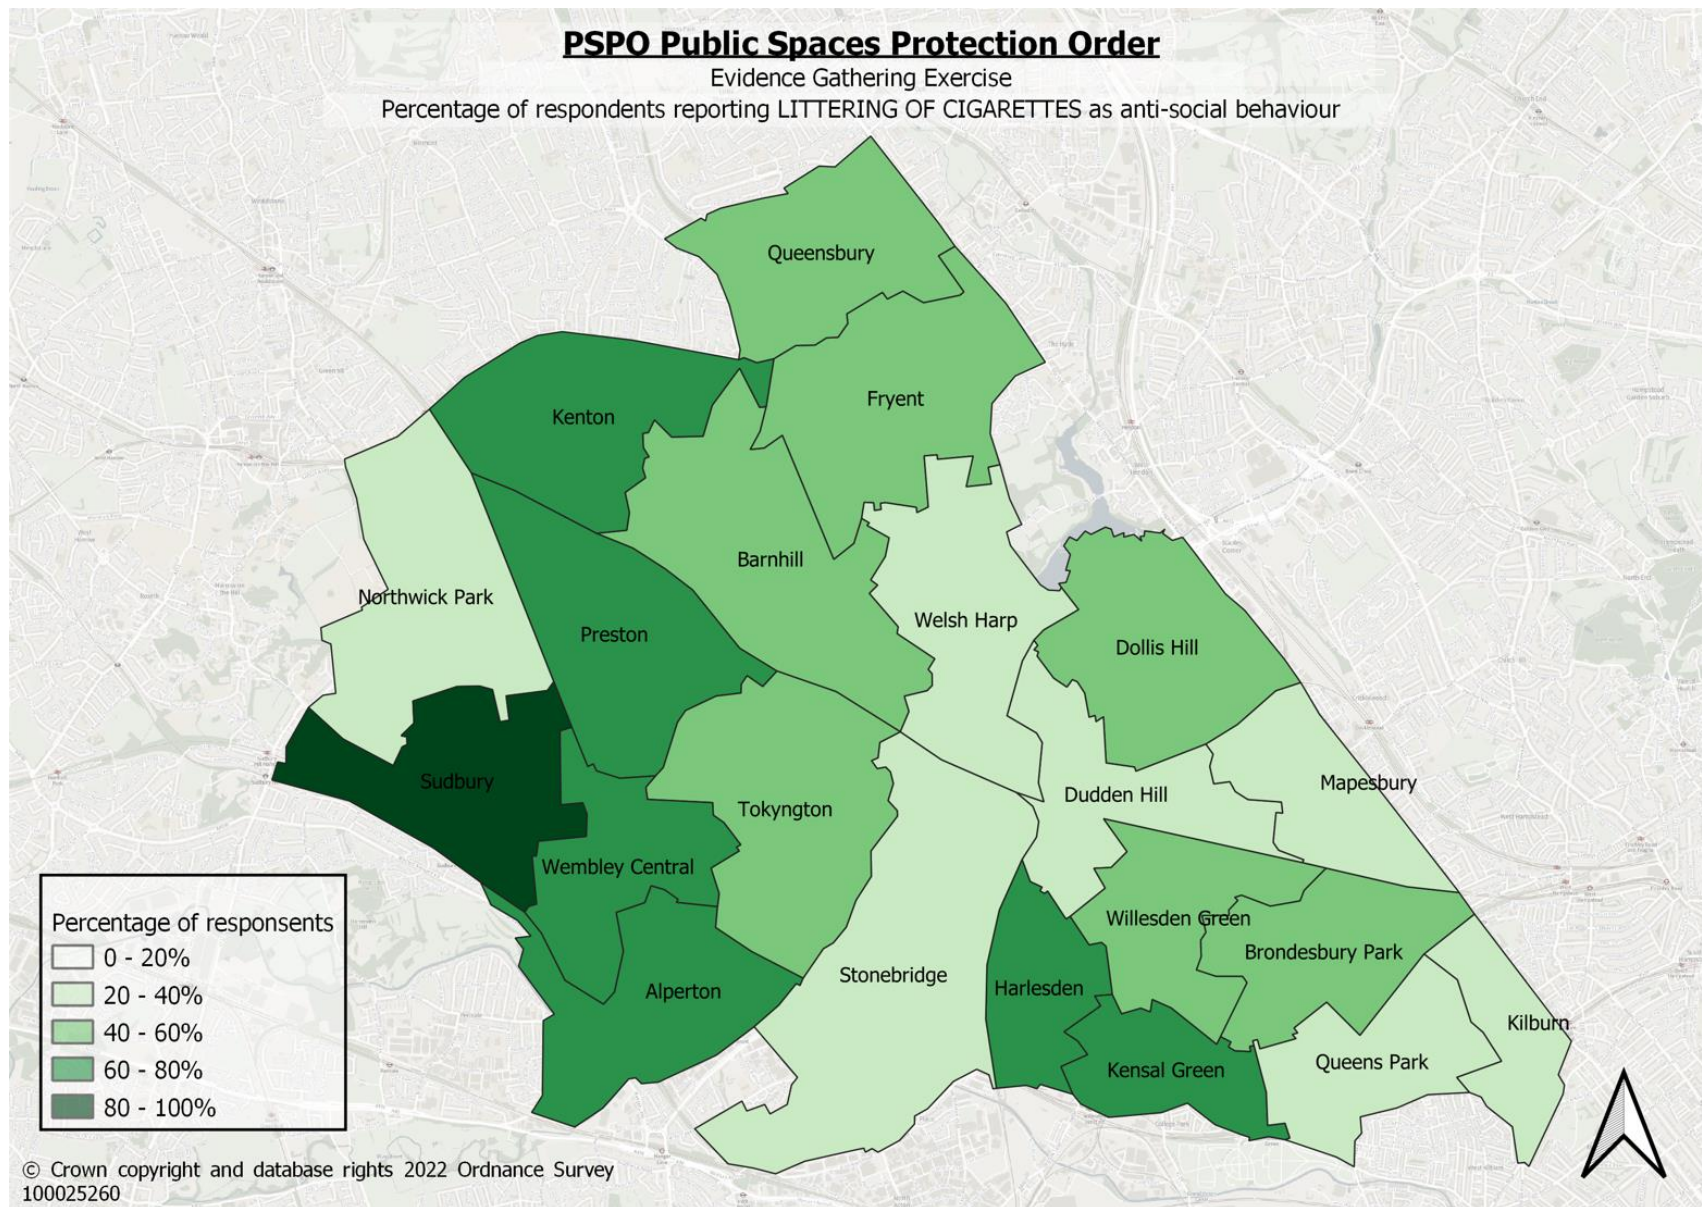 PSPO Public Spaces Protection Order
Evidence Gathering Exercise
Percentage of respondents reporting LITTERING OF CIGARETTES as anti-social behaviour
Queensbury
Fryent
Kenton
Barnhill
Northwick Park
Welsh Harp
Preston
Dollis Hill
Sudbury
Mapesbury
Dudden Hill
Tokyngton
Wembley Central
Willesden Green
Brondesbury Park
Stonebridge
Harlesden
Alperton
Kilburn
Queens Park
Kensal Green
Percentage of responsents
0 - 20%
20 - 40%
40 - 60%
60 - 80%
80 - 100%
© Crown copyright and database rights 2022 Ordnance Survey
100025260